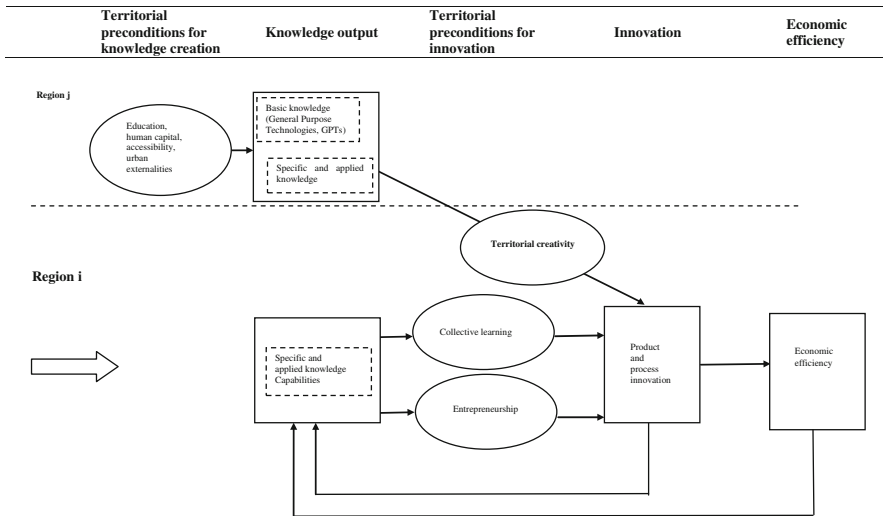 Territorial
preconditions for
knowledge creation
Knowledge output
Territorial
preconditions for
innovation
Innovation
Economic
efficiency
Region j
Education,
human capital,
accessibility,
urban
externalities
Basic knowledge
(General Purpose
Technologies, GPTs)
Specific and applied
knowledge
Territorial creativity
Region i
Specific and
applied knowledge
Capabilities
Collective learning
Entrepreneurship
Product
and
process
innovation
Economic
efficiency